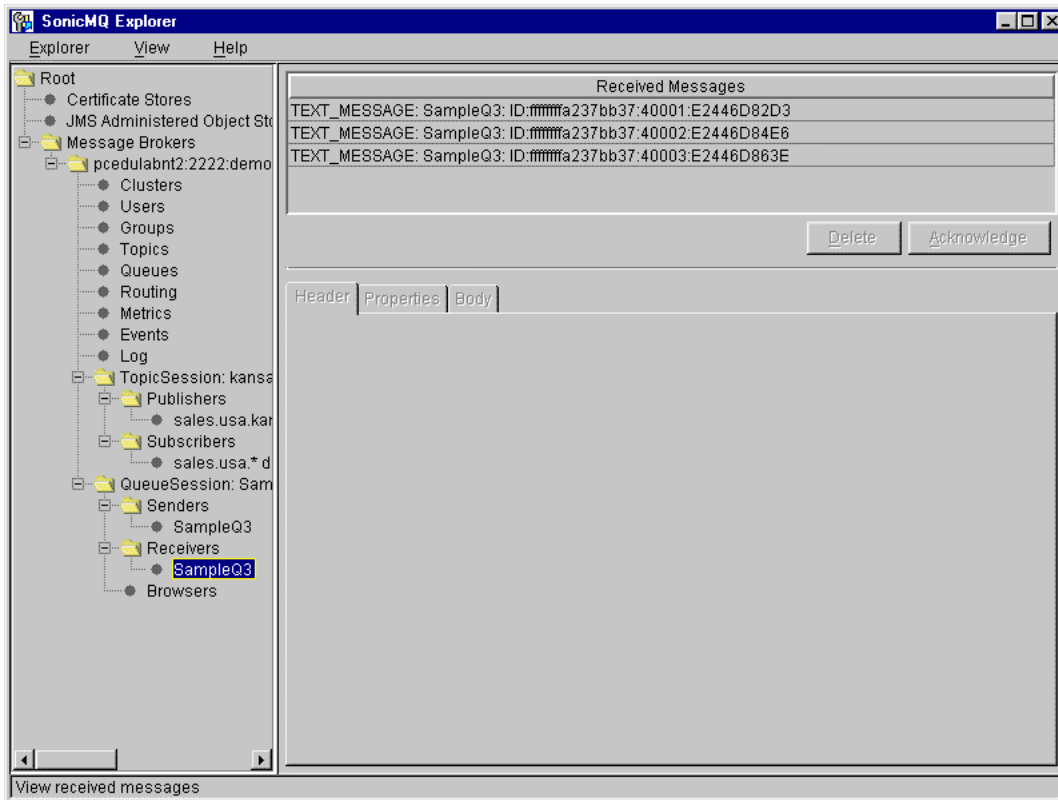 SonicMQ Explorer
Explorer View Help
Root
Certificate Stores
JMS Administered Object Sto
Message Brokers
pcedulabnt2:2222:demo
Clusters
Users
Groups
Topics
Queues
Routing
Metrics
Events
Log
TopicSession: kansa
Publishers
sales.usa.kan
Subscribers
sales.usa.* d
QueueSession: Sam
Senders
SampleQ3
Receivers
SampleQ3
Browsers
Received Messages
TEXT_MESSAGE: SampleQ3: ID:ffffffffa237bb37:40001:E2446D82D3
TEXT_MESSAGE: SampleQ3: ID:ffffffffa237bb37:40002:E2446D84E6
TEXT_MESSAGE: SampleQ3: ID:ffffffffa237bb37:40003:E2446D863E
Delete Acknowledge
Header Properties Body
View received messages